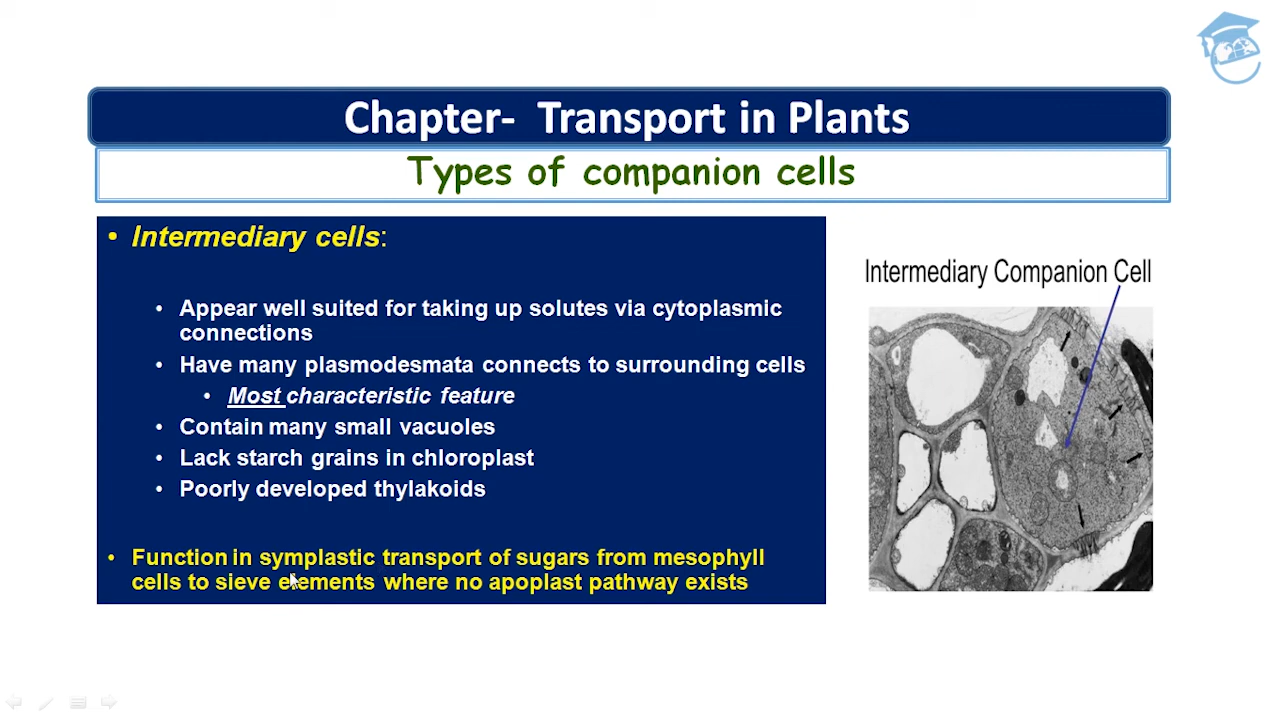 Chapter- Transport in Plants
Types of companion cells
• Intermediary cells:
• Appear well suited for taking up solutes via cytoplasmic
connections
• Have many plasmodesmata connects to surrounding cells
• Most characteristic feature
• Contain many small vacuoles
• Lack starch grains in chloroplast
• Poorly developed thylakoids
• Function in symplastic transport of sugars from mesophyll
cells to sieve elements where no apoplast pathway exists
Intermediary Companion Cell